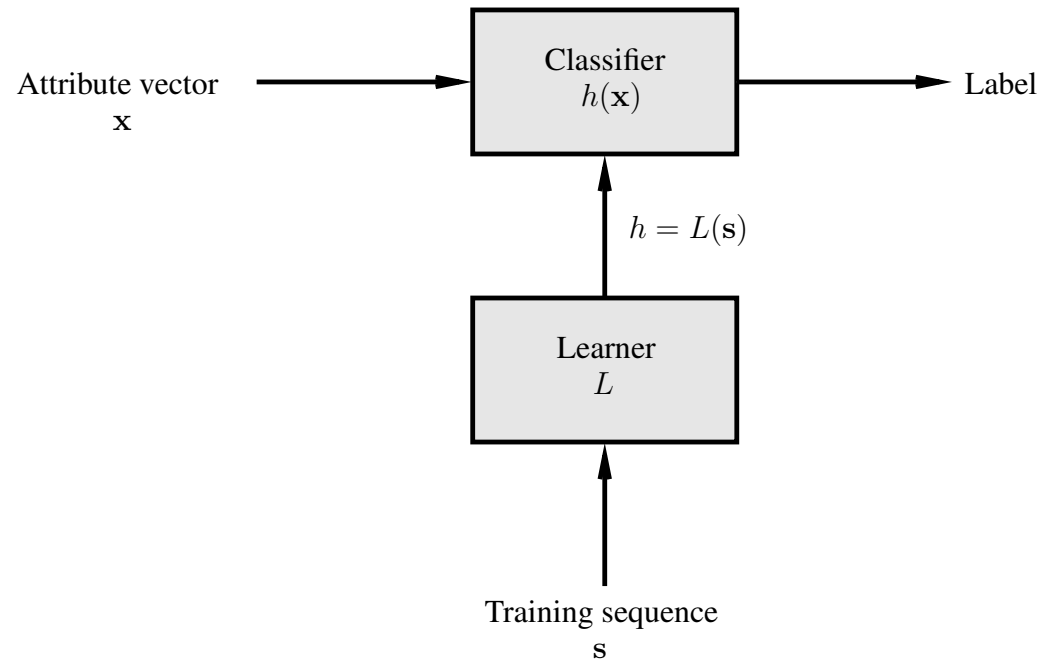 Classifier
h(x)
Attribute vector
x
Label
h = L(s)
Learner
L
Training sequence
s